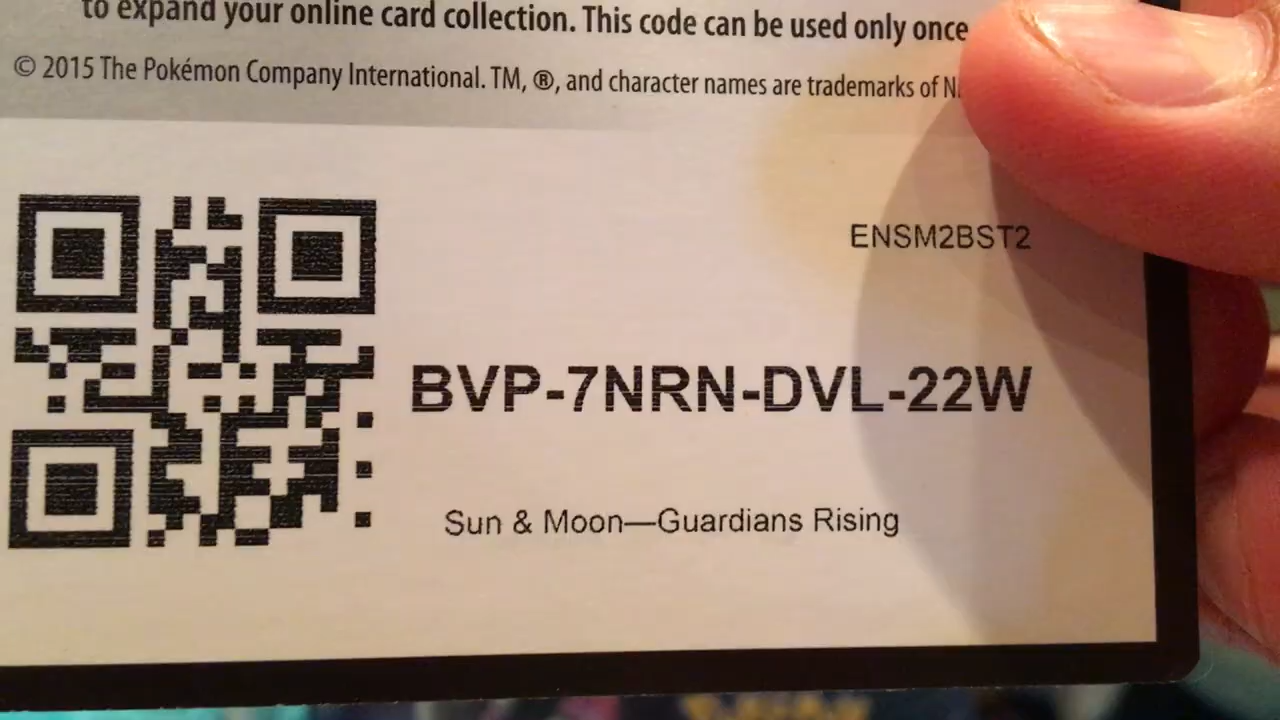 to expand your online card collection. This code can be used only once
© 2015 The Pokémon Company International. TM, ®, and character names are trademarks of
ENSM2BST2
BVP-7NRN-DVL-22W
Sun & Moon—Guardians Rising